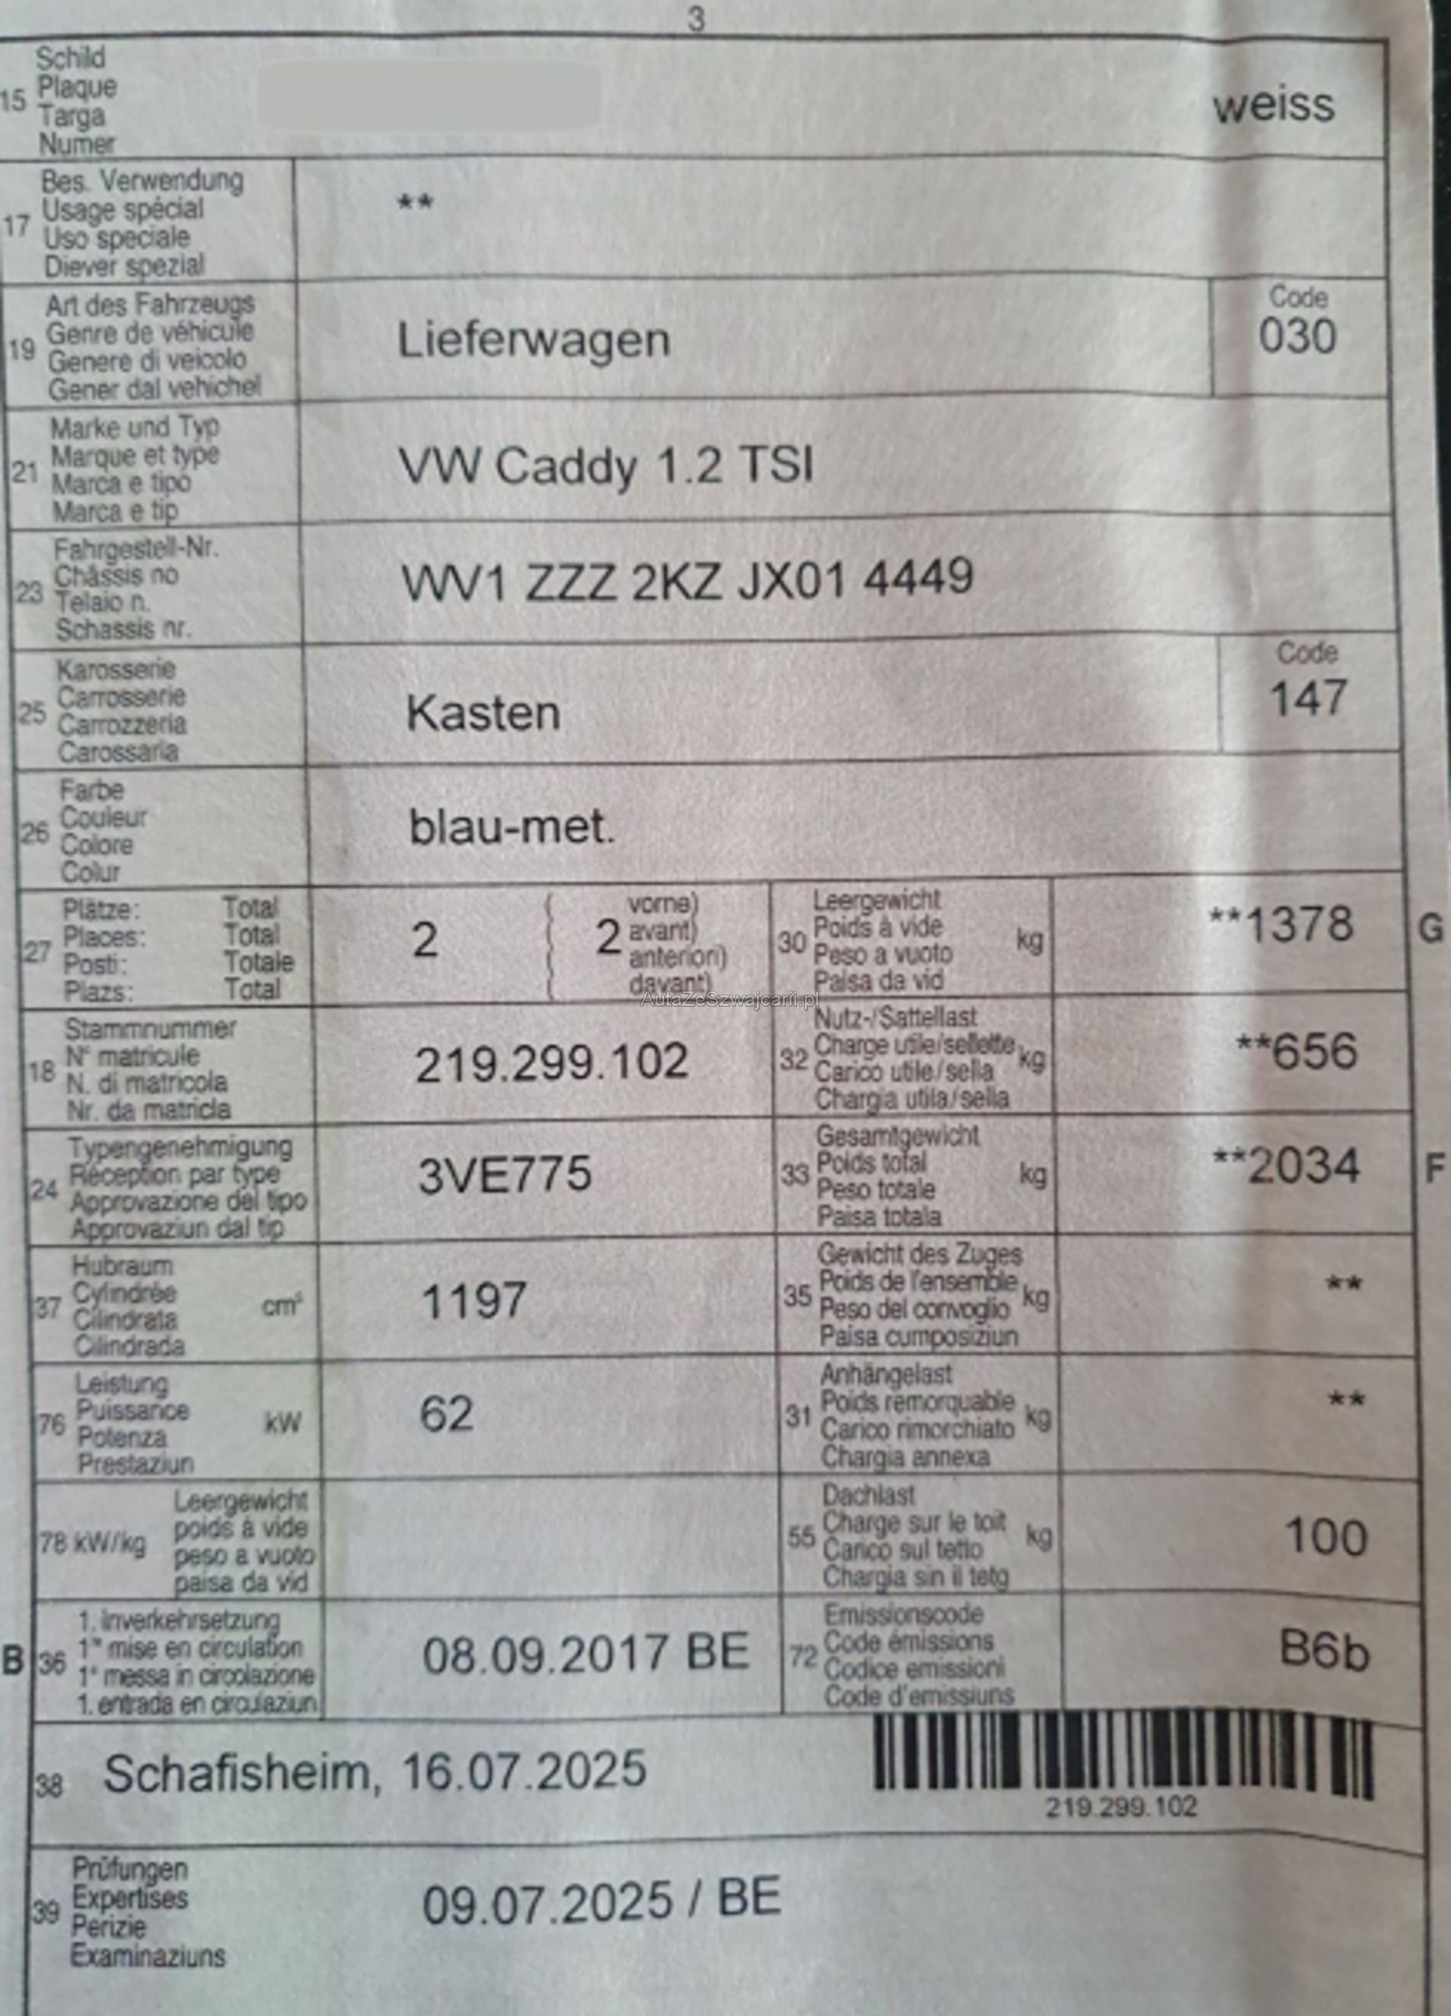 3
15 Schild
Plaque
Targa
Numer
weiss
17 Bes. Verwendung
Usage spécial
Uso speciale
Diever spezial
**
19 Art des Fahrzeugs
Genre de véhicule
Genere di veicolo
Gener dal vehichel
Lieferwagen
Code
030
21 Marke und Typ
Marque et type
Marca e tipo
Marca e tip
VW Caddy 1.2 TSI
23 Fahrgestell-Nr.
Châssis no
Telaio n.
Schassis nr.
WV1 ZZZ 2KZ JX01 4449
25 Karosserie
Carrosserie
Carrozzeria
Carossaria
Kasten
Code
147
26 Farbe
Couleur
Colore
Colur
blau-met.
27 Plätze: Total
Places: Total
Posti: Totale
Plazs: Total
2 ( 2 vorne)
( avant)
( anteriori)
( davant)
30 Leergewicht
Poids à vide
Peso a vuoto
Paisa da vid
kg
**1378
G
AutaZeSzwajcarii.pl
18 Stammnummer
N° matricule
N. di matricola
Nr. da matricla
219.299.102
32 Nutz-/Sattellast
Charge utile/sellette
Carico utile/sella
Chargia utila/sella
kg
**656
24 Typengenehmigung
Réception par type
Approvazione del tipo
Approvaziun dal tip
3VE775
33 Gesamtgewicht
Poids total
Peso totale
Paisa totala
kg
**2034
F
37 Hubraum
Cylindrée
Cilindrata
Cilindrada
cm³
1197
35 Gewicht des Zuges
Poids de l'ensemble
Peso del convoglio
Paisa cumposiziun
kg
**
76 Leistung
Puissance
Potenza
Prestaziun
kW
62
31 Anhängelast
Poids remorquable
Carico rimorchiato
Chargia annexa
kg
**
78 kW/kg
Leergewicht
poids à vide
peso a vuoto
paisa da vid
55 Dachlast
Charge sur le toit
Carico sul tetto
Chargia sin il tetg
kg
100
B 36 1. Inverkehrsetzung
1re mise en circulation
1a messa in circolazione
1. entrada en circulaziun
08.09.2017 BE
72 Emissionscode
Code émissions
Codice emissioni
Code d'emissiuns
B6b
38 Schafisheim, 16.07.2025
219.299.102
39 Prüfungen
Expertises
Perizie
Examinaziuns
09.07.2025 / BE